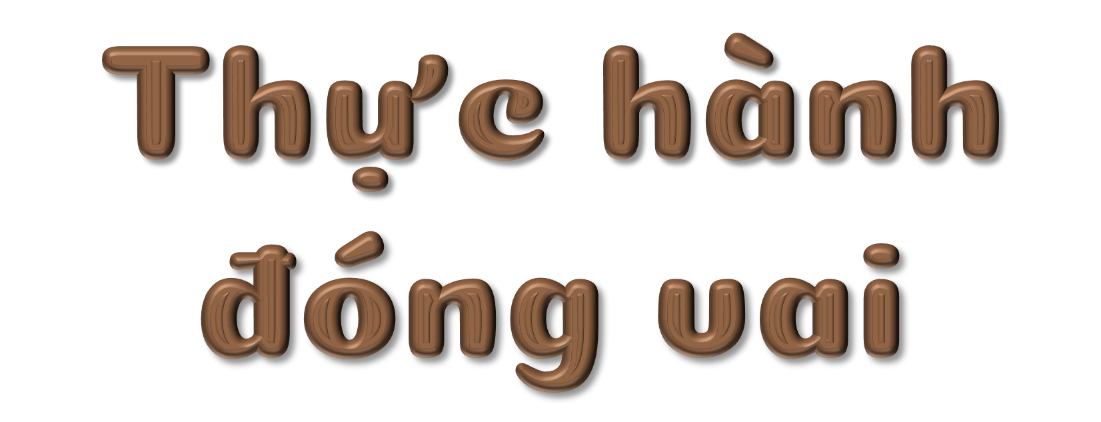 Thực hành
đóng vai